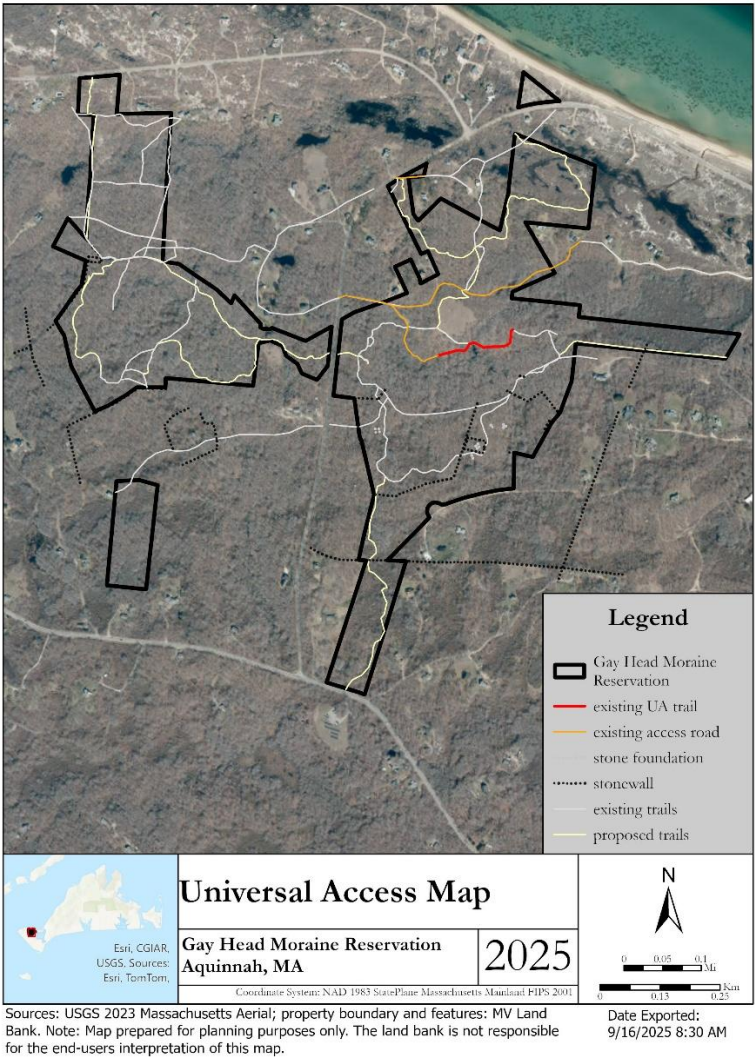 Legend
Gay Head Moraine
Reservation
existing UA trail
existing access road
stone foundation
stonewall
existing trails
proposed trails
Esri, CGIAR,
USGS, Sources:
Esri, TomTom,
Universal Access Map
Gay Head Moraine Reservation
Aquinnah, MA
2025
Coordinate System: NAD 1983 StatePlane Massachusetts Mainland FIPS 2001
N
0 0.05 0.1
Mi
Km
0 0.13 0.25
Sources: USGS 2023 Massachusetts Aerial; property boundary and features: MV Land
Bank. Note: Map prepared for planning purposes only. The land bank is not responsible
for the end-users interpretation of this map.
Date Exported:
9/16/2025 8:30 AM